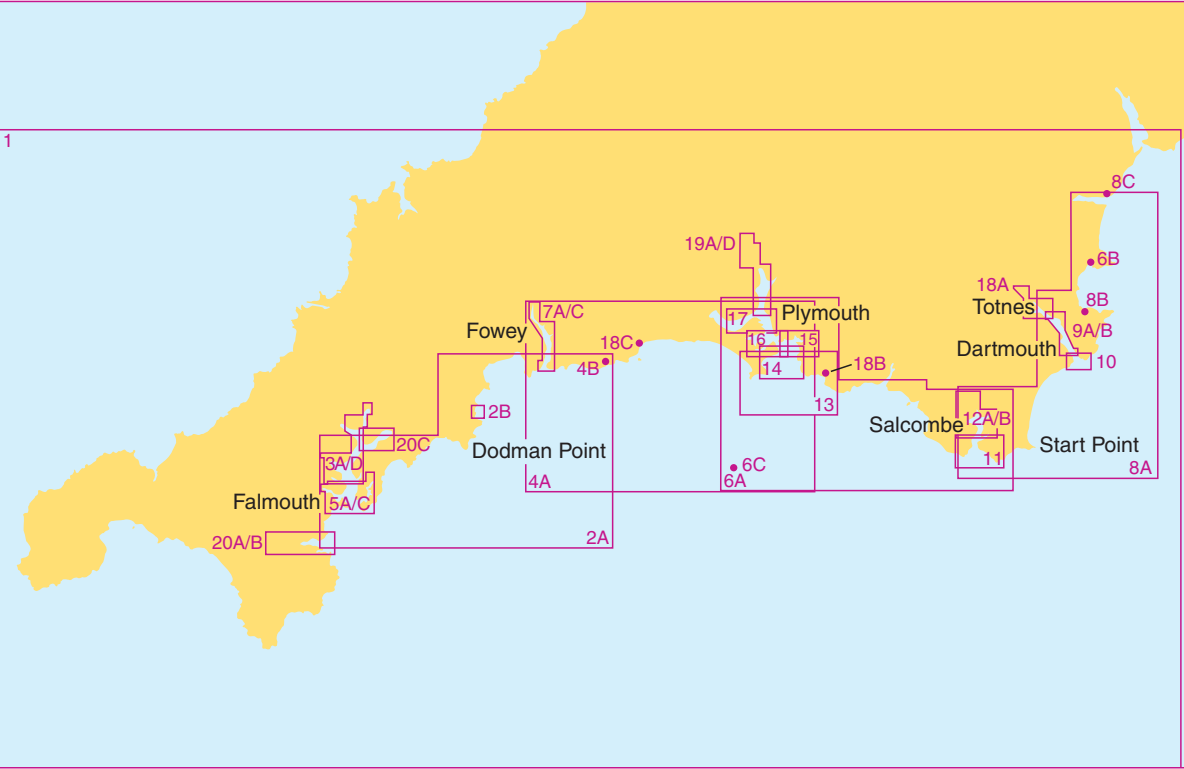 1
8C
19A/D
6B
18A
8B
Totnes
7A/C
Plymouth
17
Fowey
9A/B
16
15
18C
Dartmouth
10
4B
14
18B
13
2B
12A/B
Salcombe
20C
Dodman Point
Start Point
3A/D
11
6C
8A
4A
6A
Falmouth
5A/C
20A/B
2A